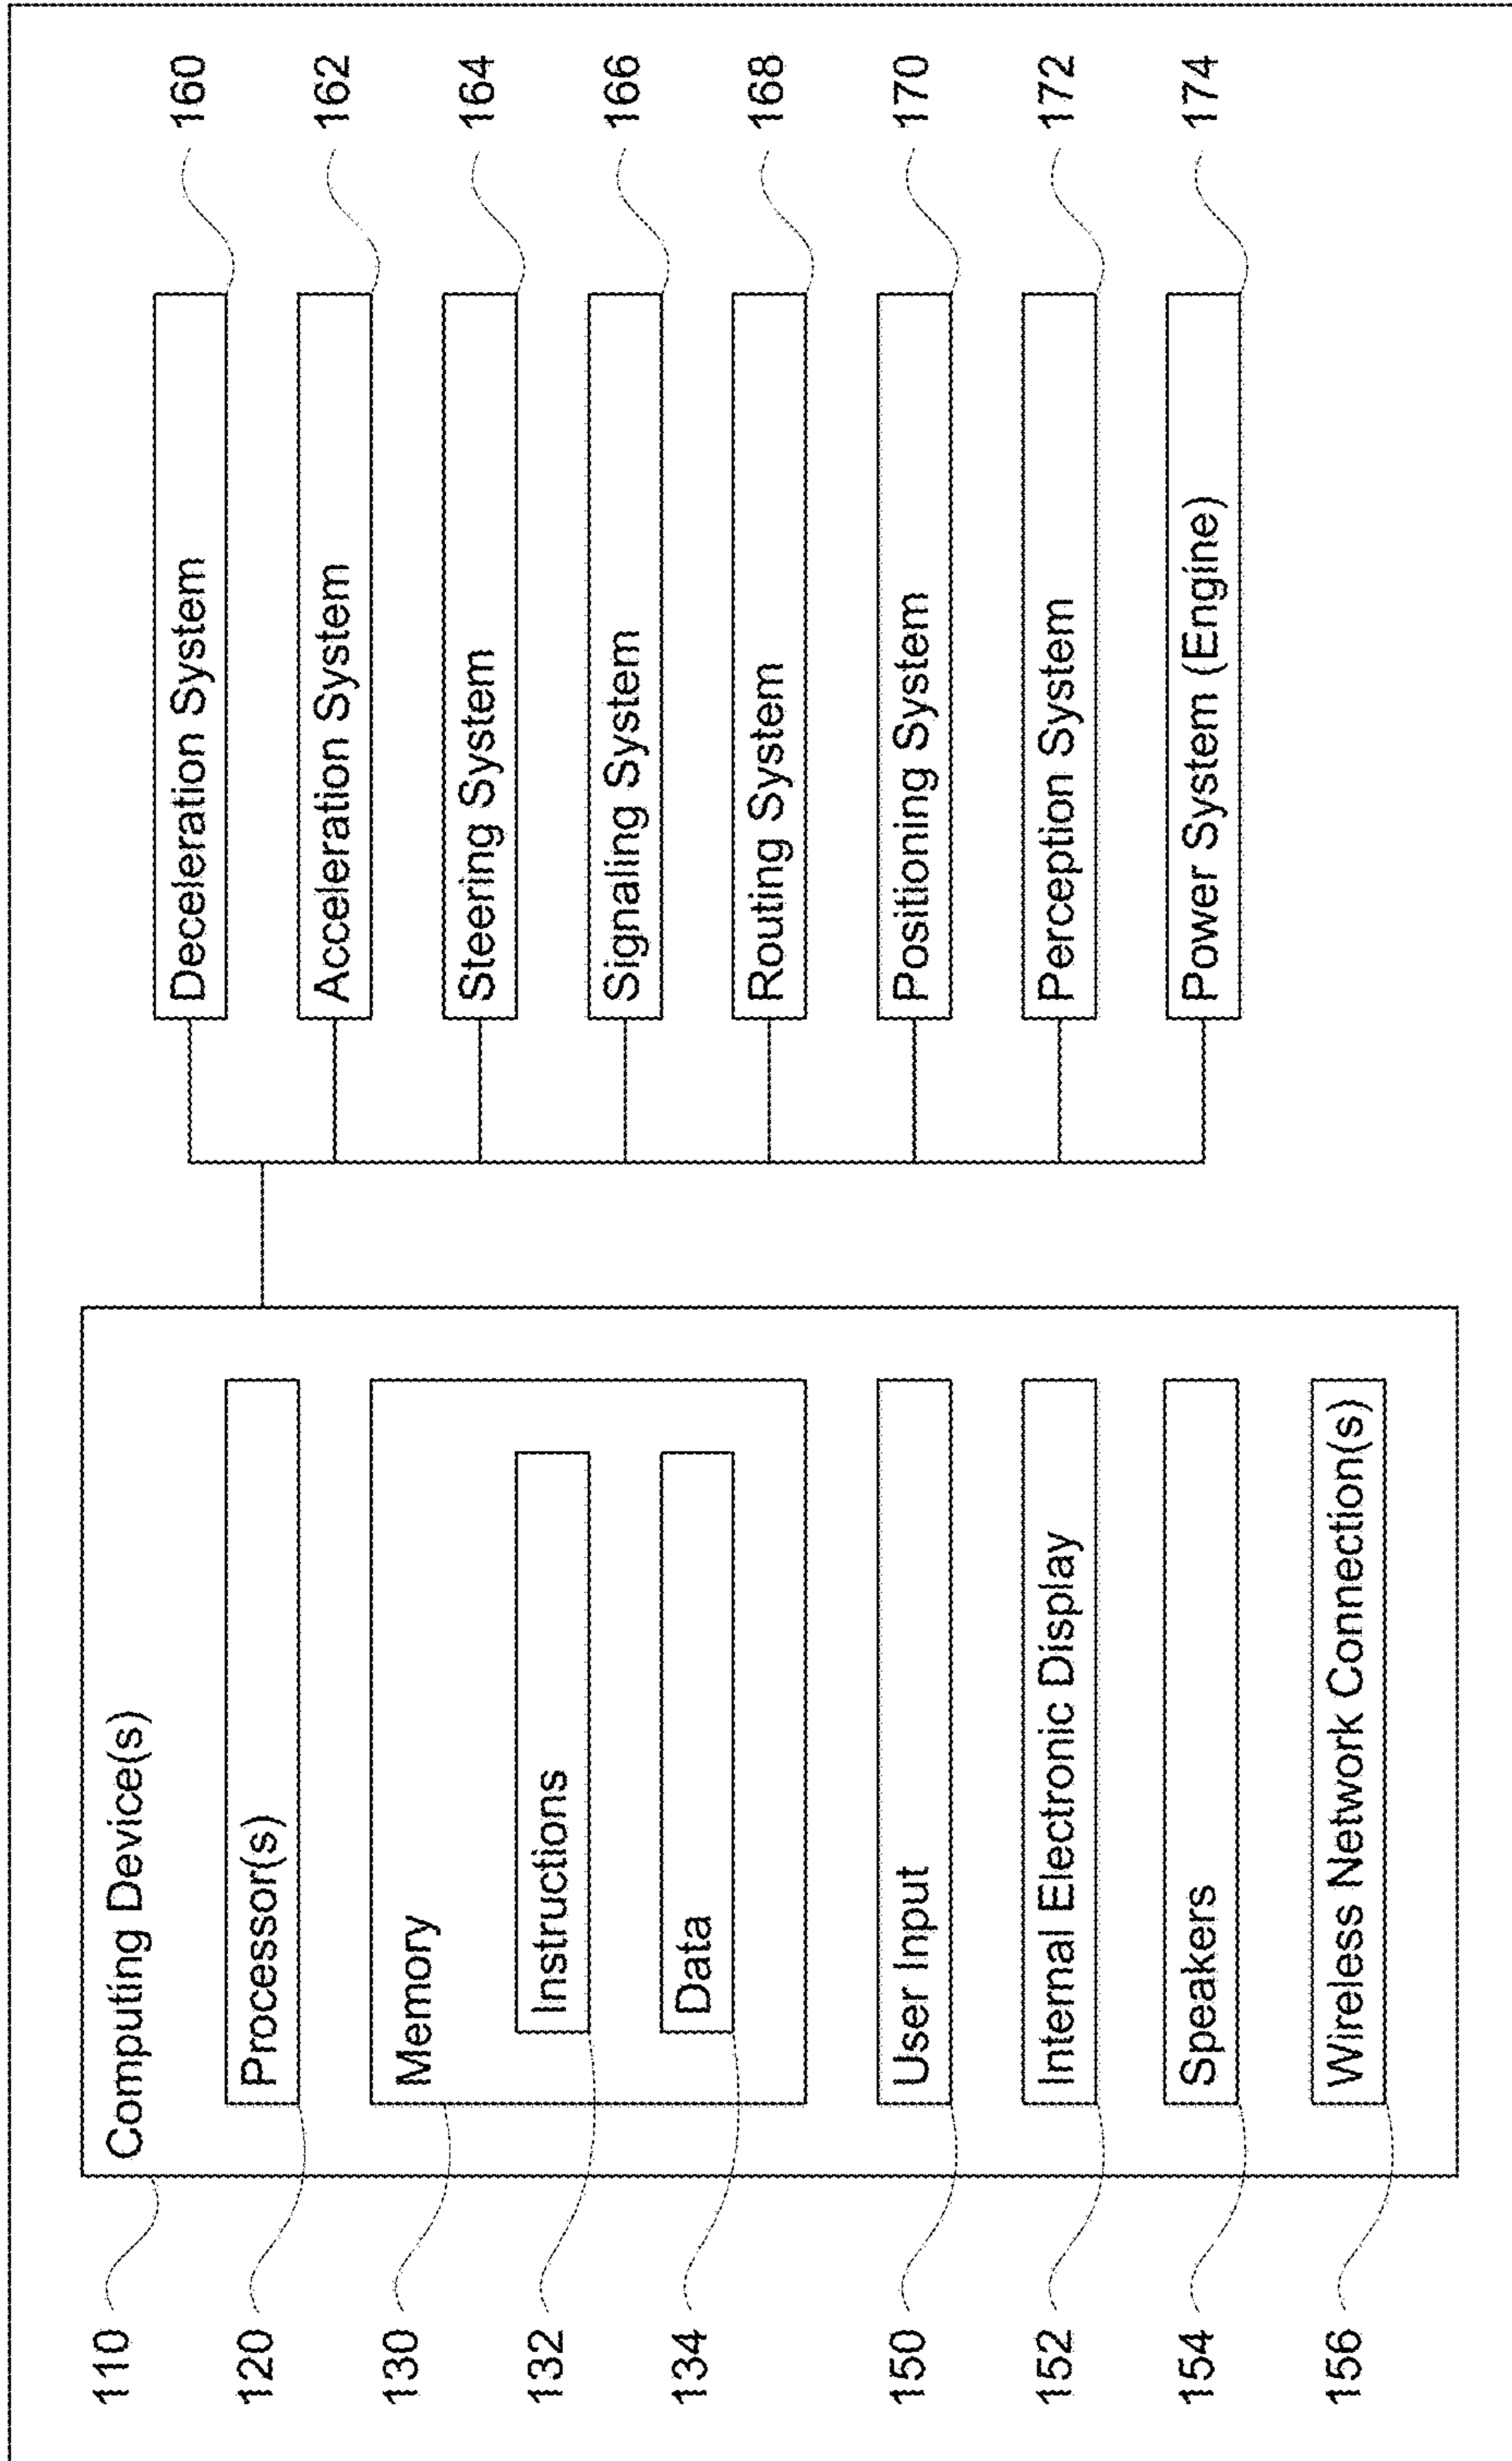 110
Computing Device(s)
120
Processor(s)
130
Memory
132
Instructions
134
Data
150
User Input
152
Internal Electronic Display
154
Speakers
156
Wireless Network Connection(s)
Deceleration System
160
Acceleration System
162
Steering System
164
Signaling System
166
Routing System
168
Positioning System
170
Perception System
172
Power System (Engine)
174